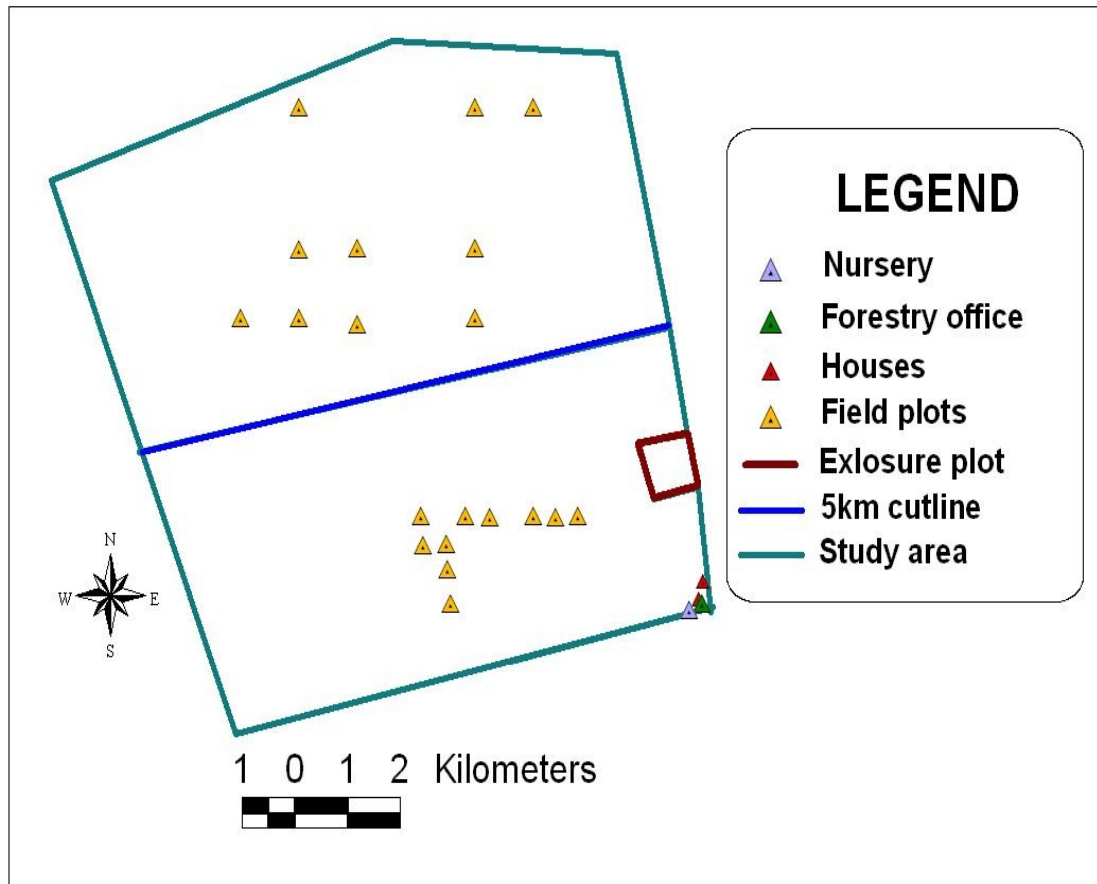 LEGEND
Nursery
Forestry office
Houses
Field plots
Exlosure plot
5km cutline
Study area
N
W E
S
1 0 1 2 Kilometers